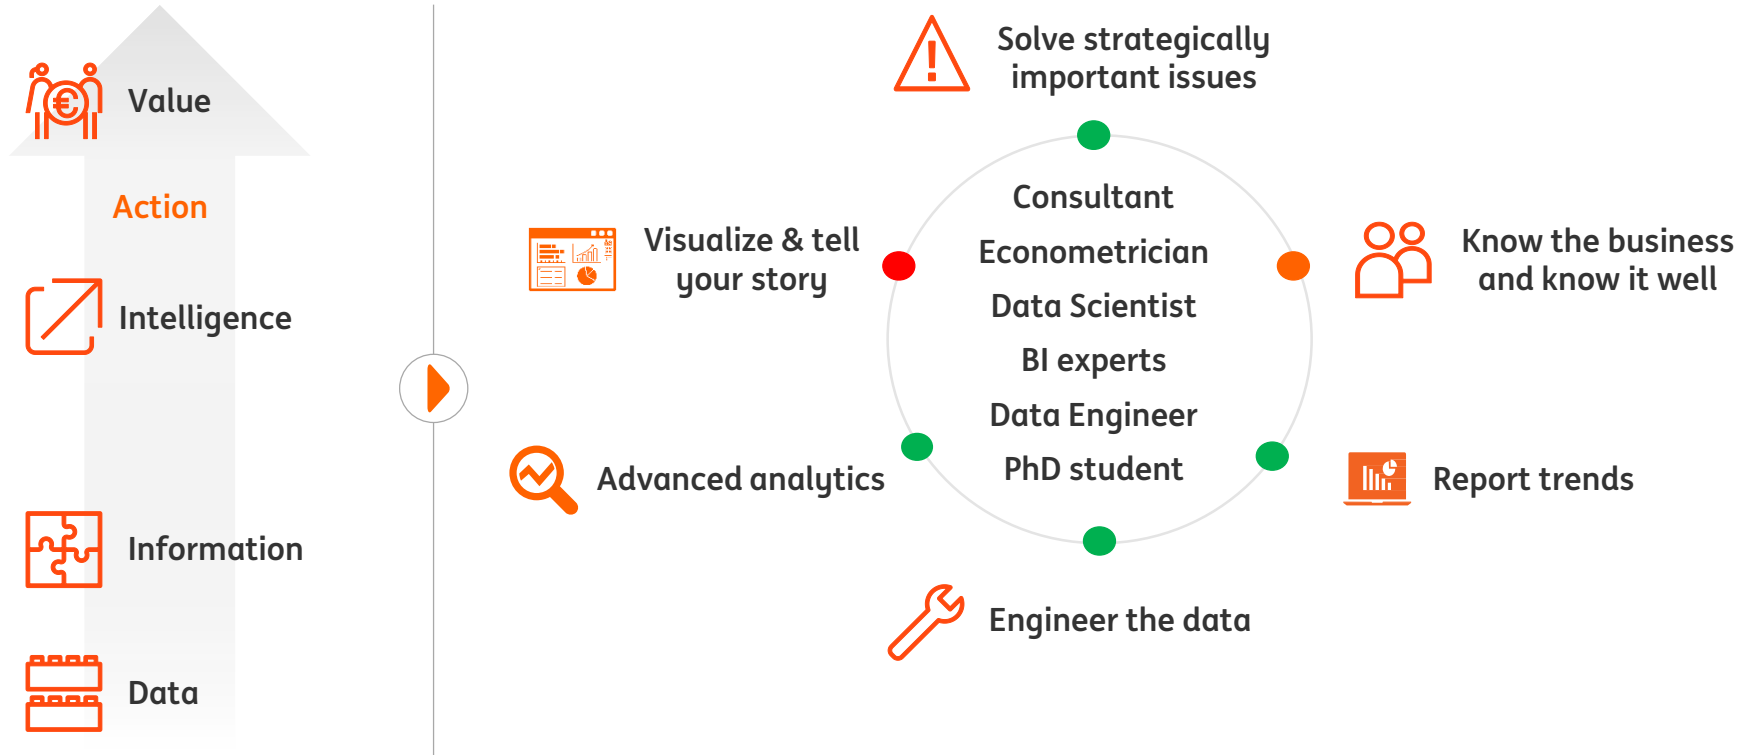 Value
Action
Intelligence
Information
Data
Solve strategically
important issues
Visualize & tell
your story
Consultant
Econometrician
Data Scientist
BI experts
Data Engineer
PhD student
Know the business
and know it well
Advanced analytics
Report trends
Engineer the data